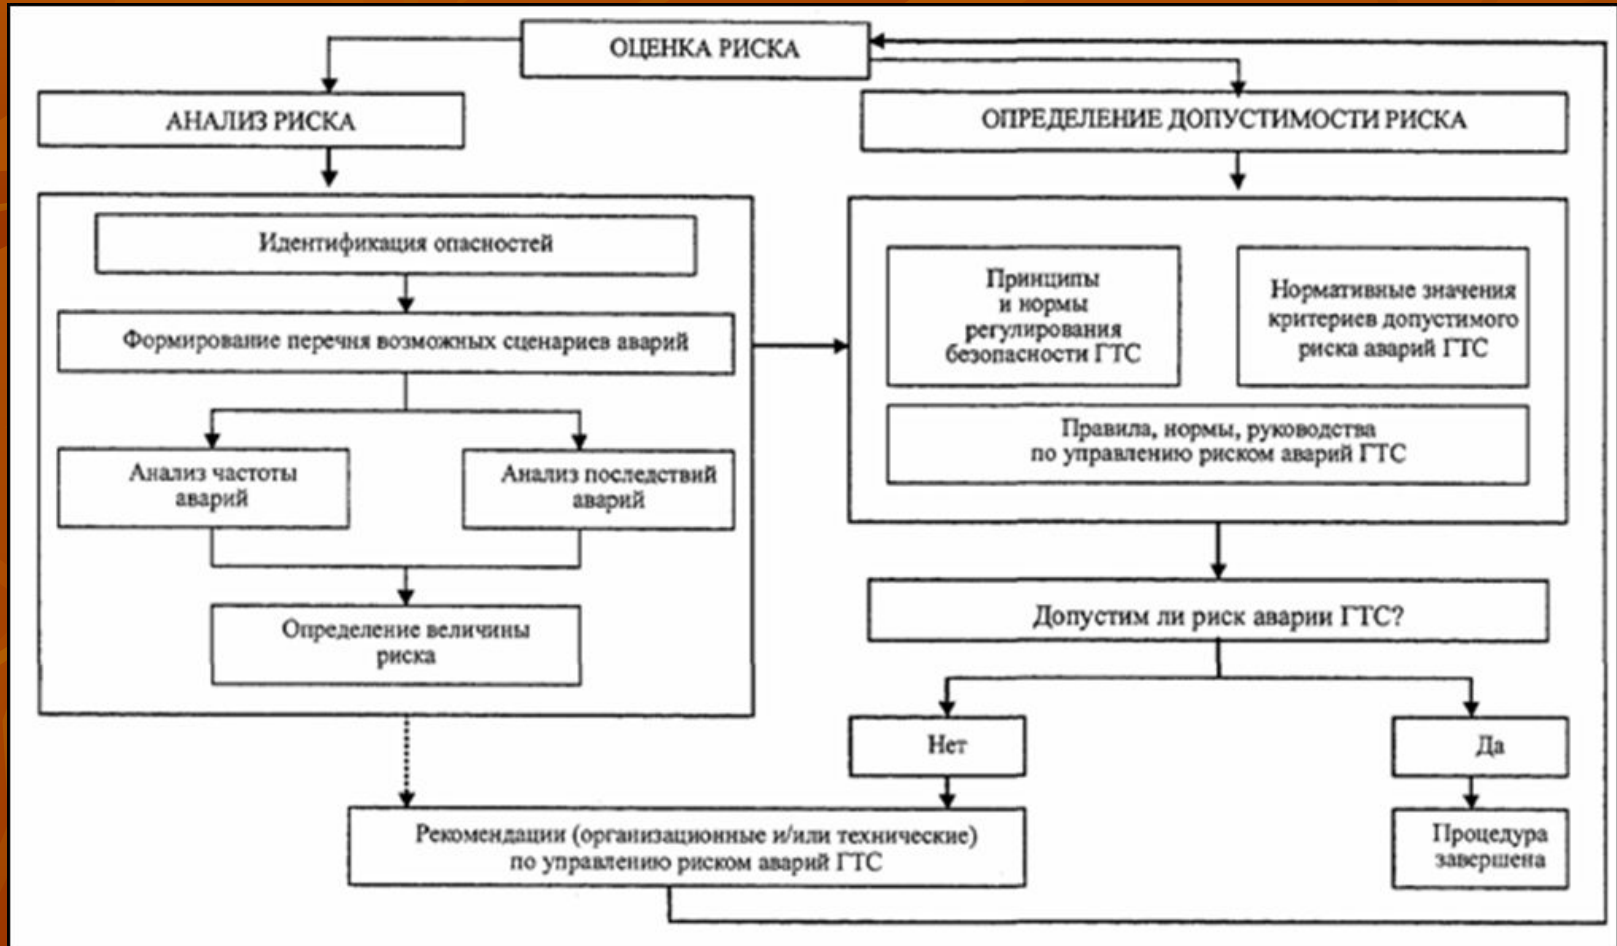 ОЦЕНКА РИСКА
АНАЛИЗ РИСКА
ОПРЕДЕЛЕНИЕ ДОПУСТИМОСТИ РИСКА
Идентификация опасностей
Формирование перечня возможных сценариев аварий
Анализ частоты
аварий
Анализ последствий
аварий
Определение величины
риска
Принципы
и нормы
регулирования
безопасности ГТС
Нормативные значения
критериев допустимого
риска аварий ГТС
Правила, нормы, руководства
по управлению риском аварий ГТС
Допустим ли риск аварии ГТС?
Нет
Да
Рекомендации (организационные и/или технические)
по управлению риском аварий ГТС
Процедура
завершена